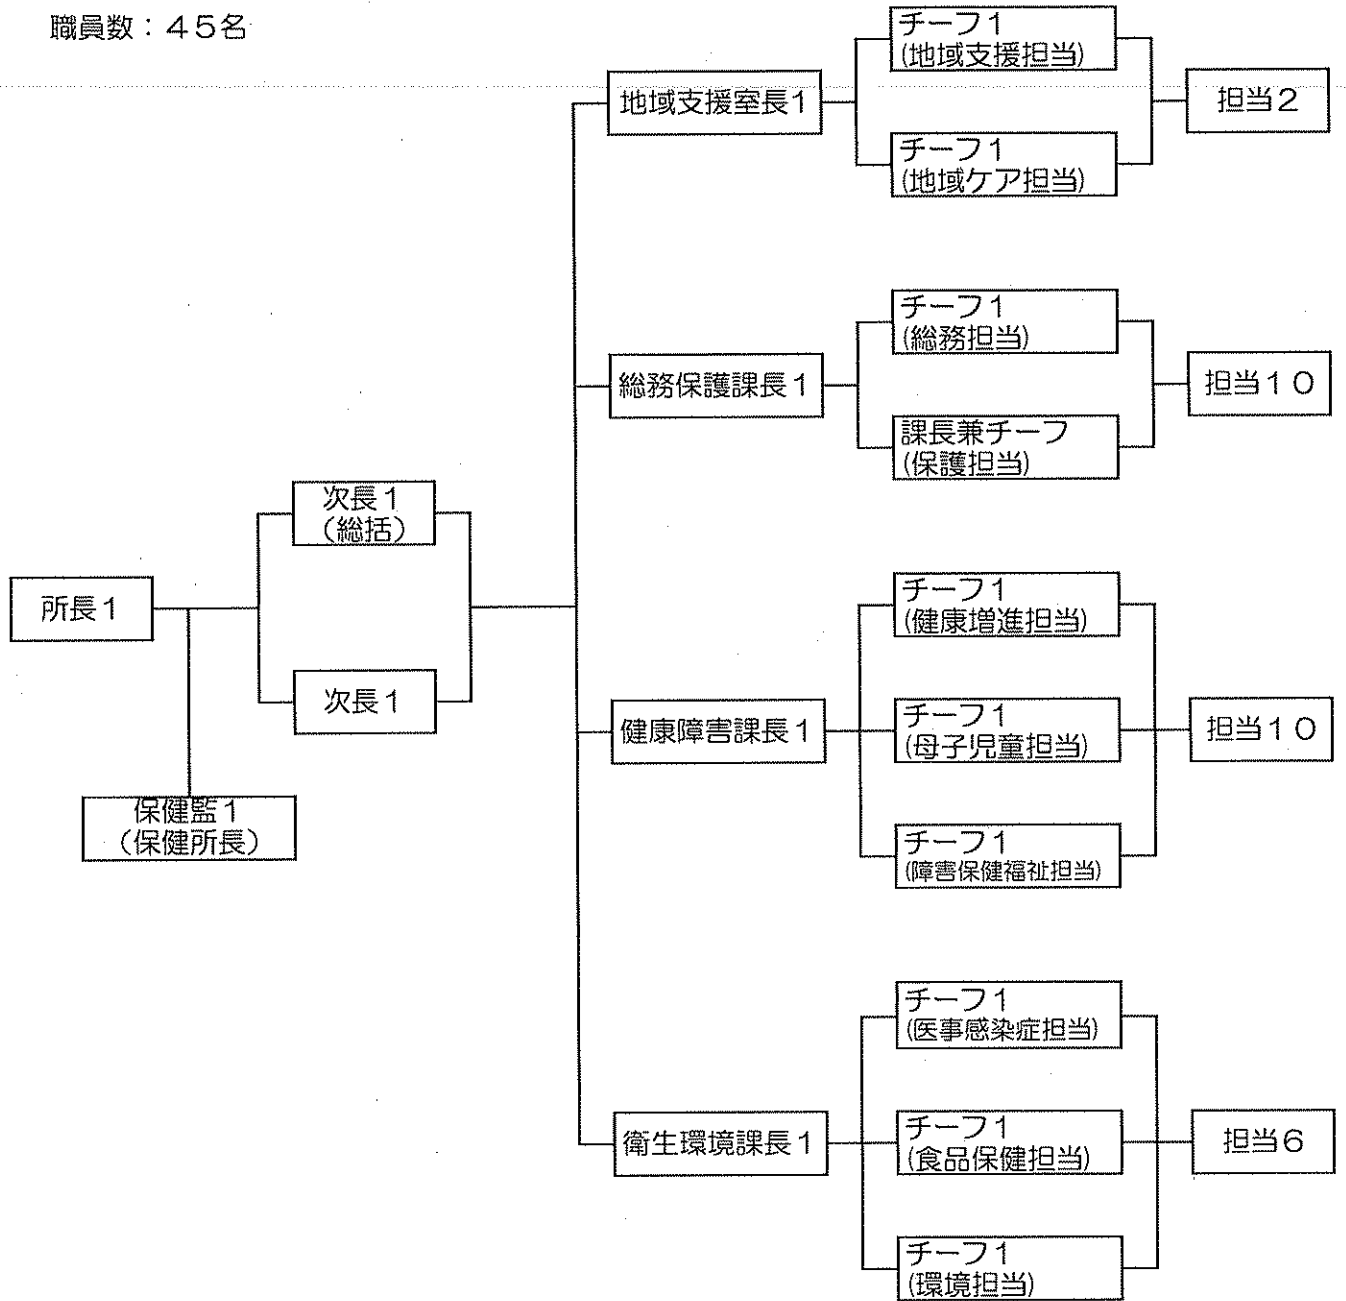 職員数：４５名
所長１
保健監１
（保健所長）
次長１
（総括）
次長１
地域支援室長１
チーフ１
(地域支援担当)
チーフ１
(地域ケア担当)
担当２
総務保護課長１
チーフ１
(総務担当)
課長兼チーフ
(保護担当)
担当１０
健康障害課長１
チーフ１
(健康増進担当)
チーフ１
(母子児童担当)
チーフ１
(障害保健福祉担当)
担当１０
衛生環境課長１
チーフ１
(医事感染症担当)
チーフ１
(食品保健担当)
チーフ１
(環境担当)
担当６